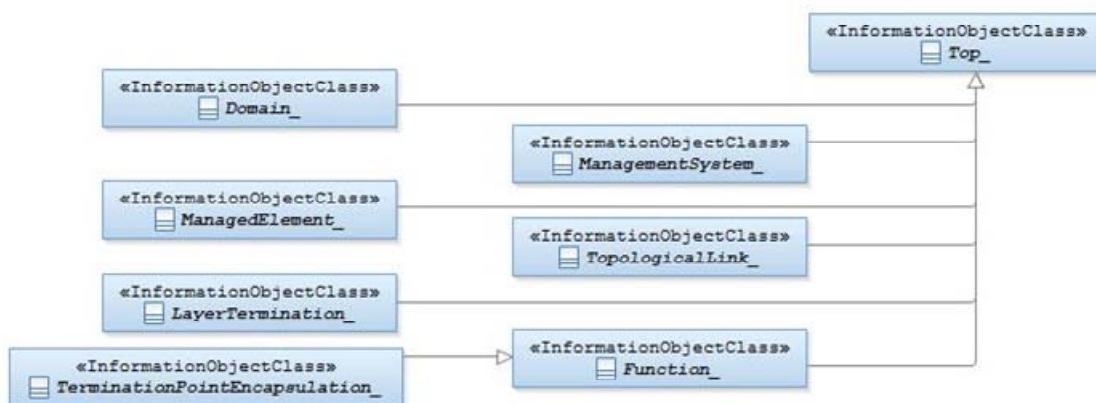 «InformationObjectClass»
Top_
«InformationObjectClass»
Domain_
«InformationObjectClass»
ManagementSystem_
«InformationObjectClass»
ManagedElement_
«InformationObjectClass»
TopologicalLink_
«InformationObjectClass»
LayerTermination_
«InformationObjectClass»
Function_
«InformationObjectClass»
TerminationPointEncapsulation_